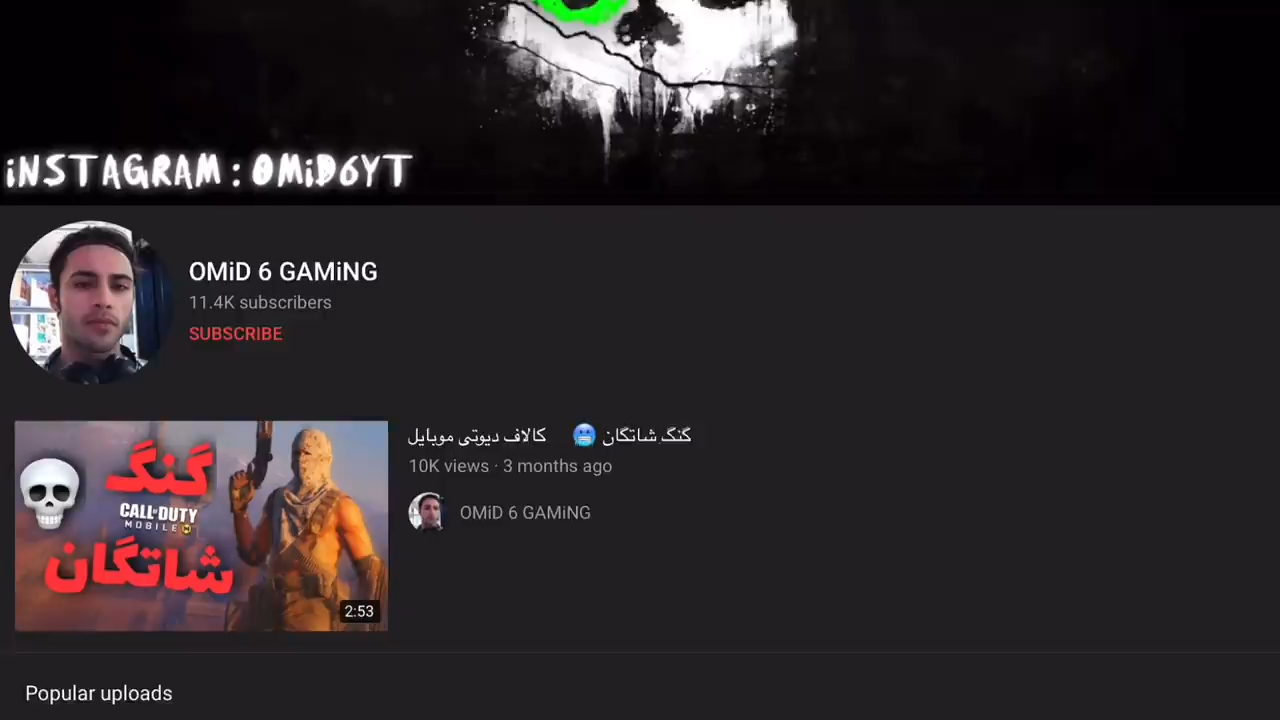 iNSTAGRAM : OMiD6YT
OMiD 6 GAMiNG
11.4K subscribers
SUBSCRIBE
گنگ شاتگان 🥶 کالاف دیوتی موبایل
10K views · 3 months ago
OMiD 6 GAMiNG
گنگ
CALL OF DUTY
MOBILE
شاتگان
2:53
Popular uploads